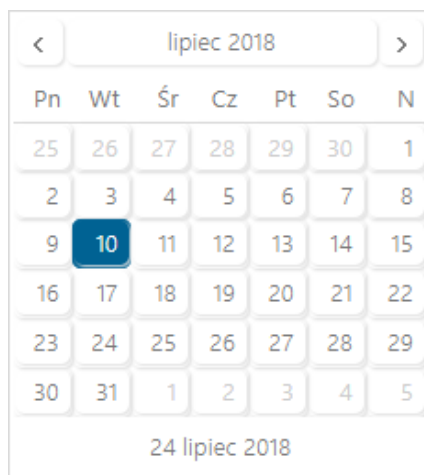 lipiec 2018
Pn Wt Śr Cz Pt So N
25 26 27 28 29 30 1
2 3 4 5 6 7 8
9 10 11 12 13 14 15
16 17 18 19 20 21 22
23 24 25 26 27 28 29
30 31 1 2 3 4 5
24 lipiec 2018